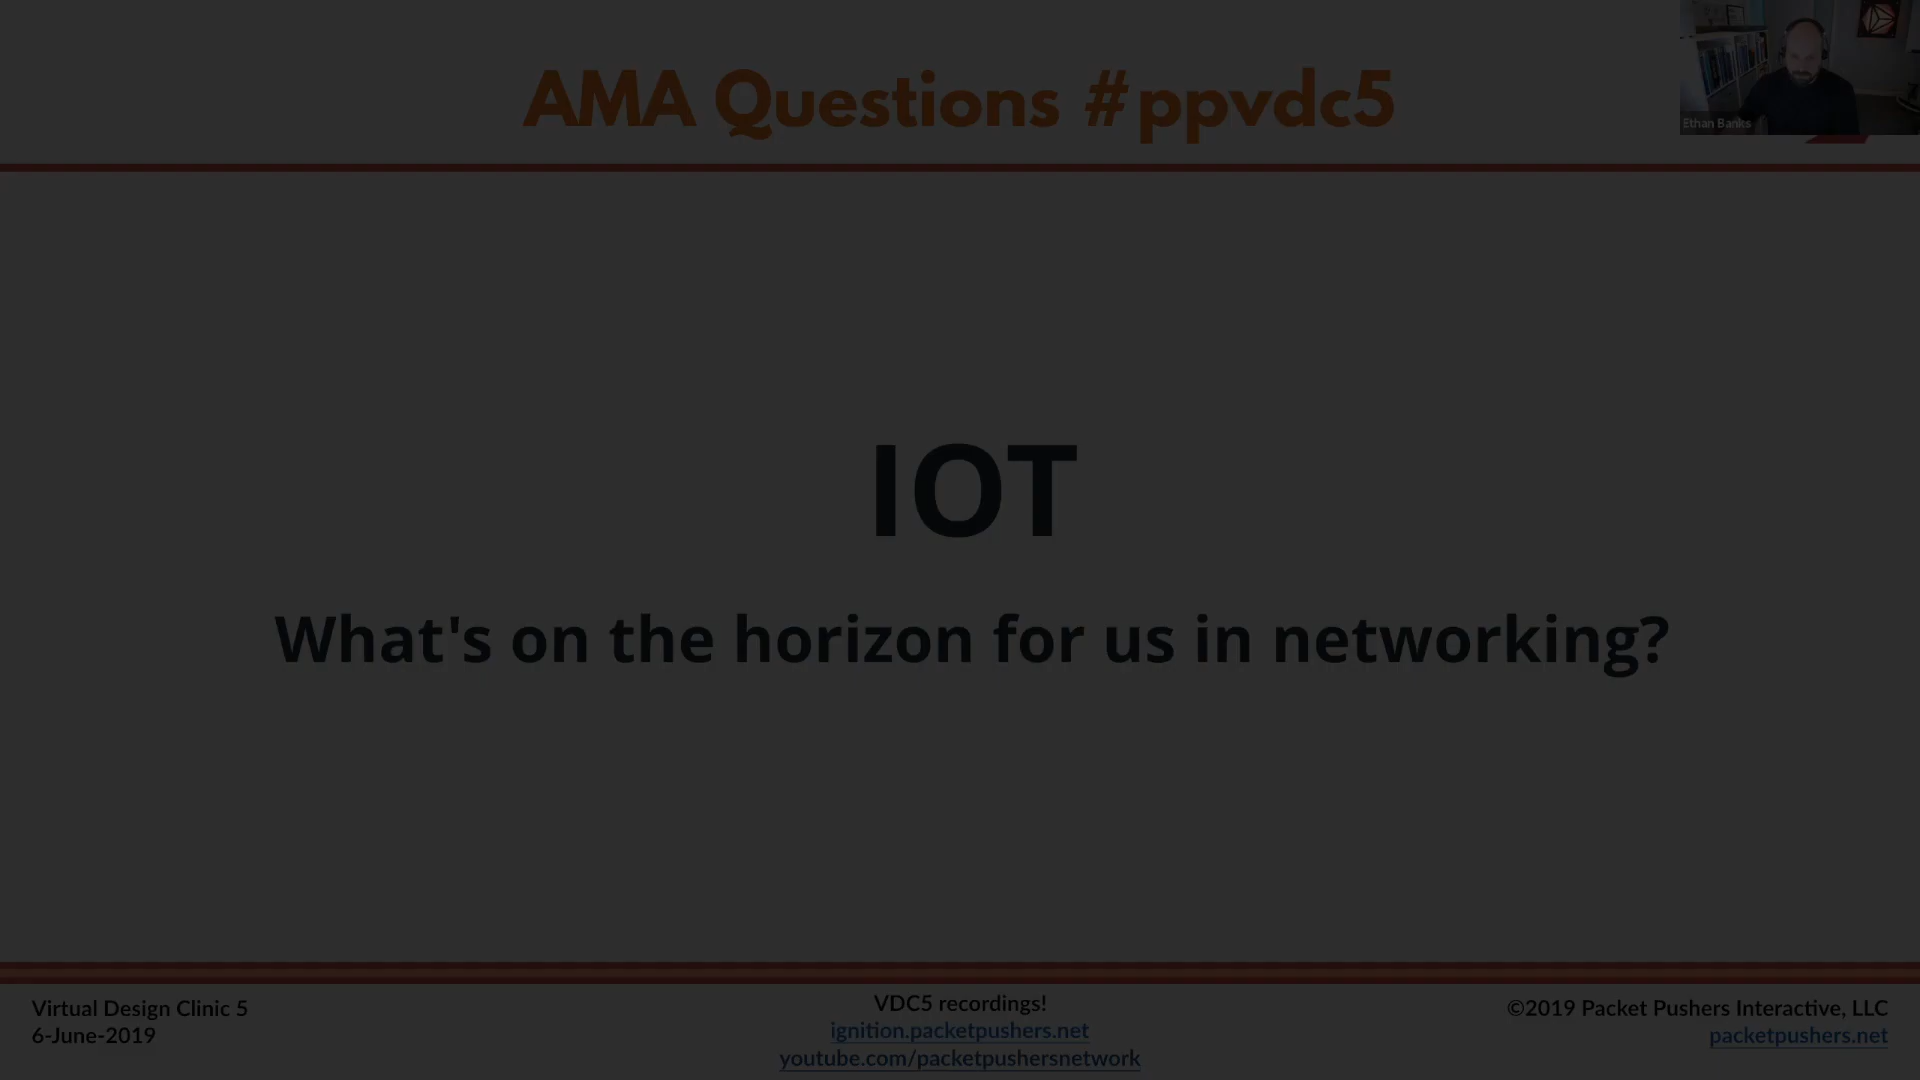 AMA Questions #ppvdc5
Ethan Banks
IOT
What's on the horizon for us in networking?
Virtual Design Clinic 5
6-June-2019
VDC5 recordings!
ignition.packetpushers.net
youtube.com/packetpushersnetwork
©2019 Packet Pushers Interactive, LLC
packetpushers.net